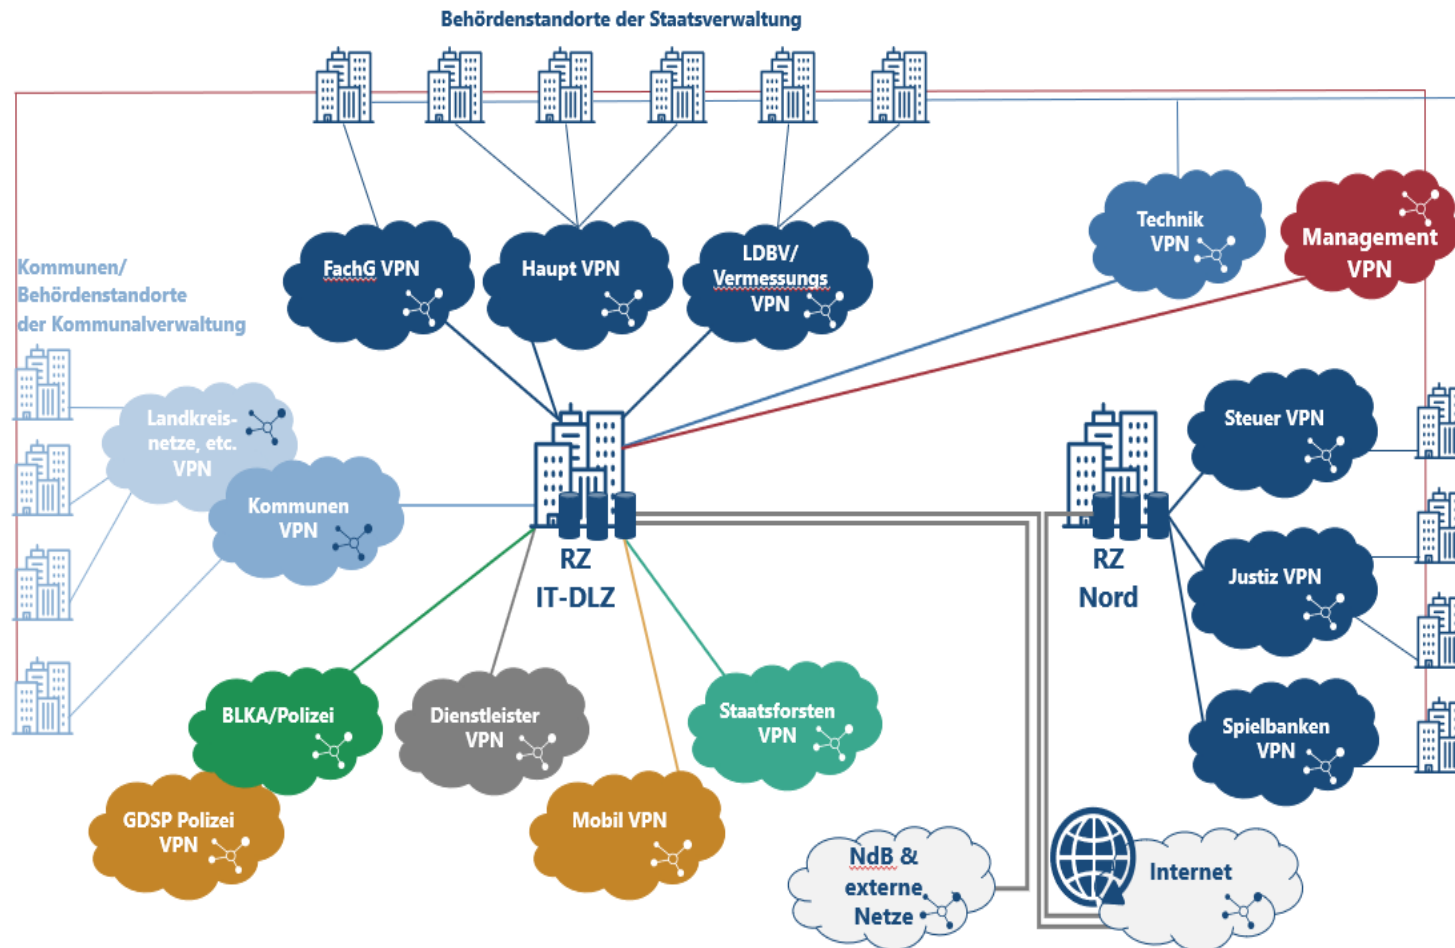 Behördenstandorte der Staatsverwaltung
Technik
VPN
Management
VPN
FachG VPN
Haupt VPN
LDBV/
Vermessungs
VPN
Kommunen/
Behördenstandorte
der Kommunalverwaltung
Landkreis-
netze, etc.
VPN
Kommunen
VPN
Steuer VPN
RZ
IT-DLZ
RZ
Nord
Justiz VPN
BLKA/Polizei
Dienstleister
VPN
Staatsforsten
VPN
Spielbanken
VPN
GDSP Polizei
VPN
Mobil VPN
NdB &
externe
Netze
Internet